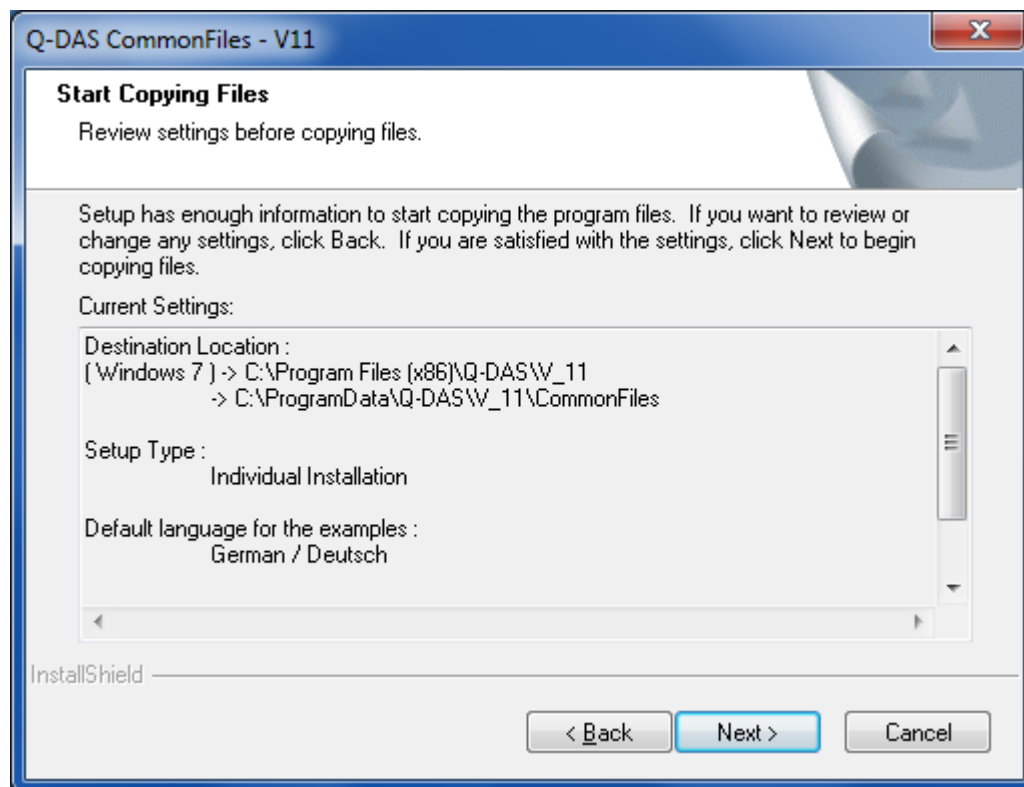 Q-DAS CommonFiles - V11
Start Copying Files
Review settings before copying files.
Setup has enough information to start copying the program files. If you want to review or
change any settings, click Back. If you are satisfied with the settings, click Next to begin
copying files.
Current Settings:
Destination Location :
( Windows 7 ) -> C:\Program Files (x86)\Q-DAS\V_11
-> C:\ProgramData\Q-DAS\V_11\CommonFiles
Setup Type :
Individual Installation
Default language for the examples :
German / Deutsch
InstallShield
< Back Next > Cancel